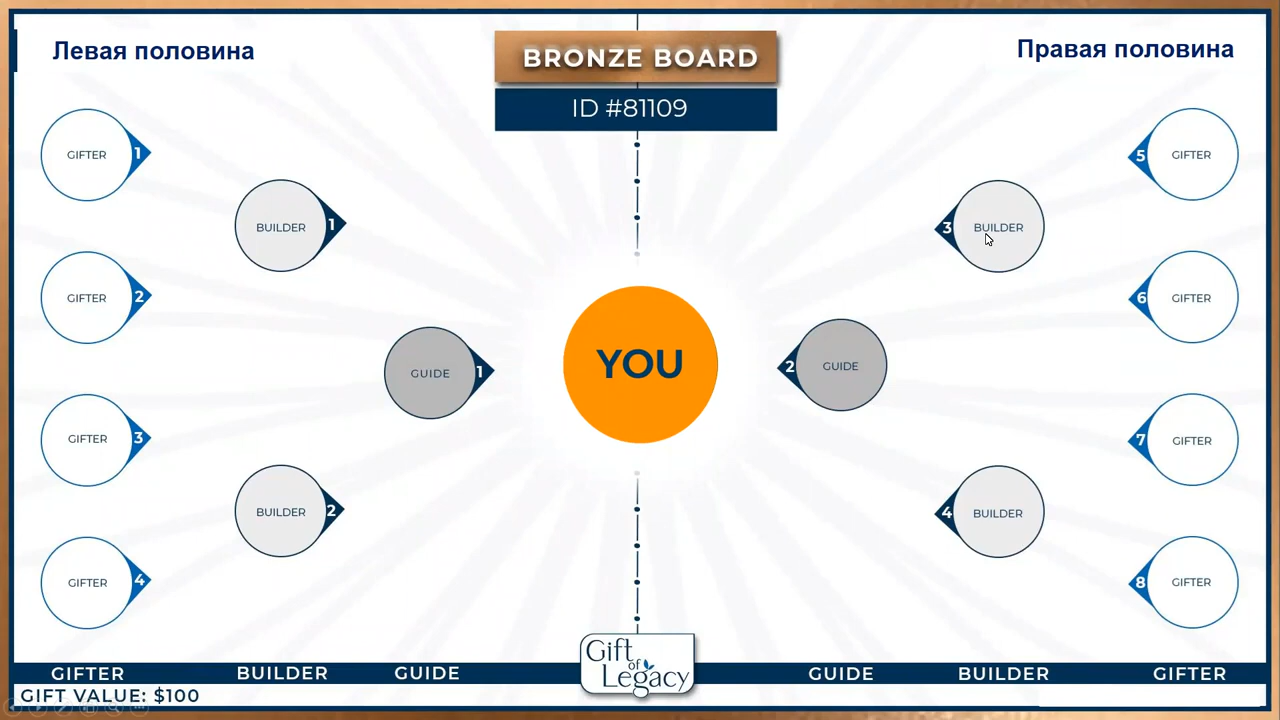 Левая половина
BRONZE BOARD
Правая половина
ID #81109
GIFTER 1
5 GIFTER
BUILDER 1
3 BUILDER
GIFTER 2
6 GIFTER
GUIDE 1
YOU
2 GUIDE
GIFTER 3
7 GIFTER
BUILDER 2
4 BUILDER
GIFTER 4
8 GIFTER
Gift
of
Legacy
GIFTER BUILDER GUIDE GUIDE BUILDER GIFTER
GIFT VALUE: $100